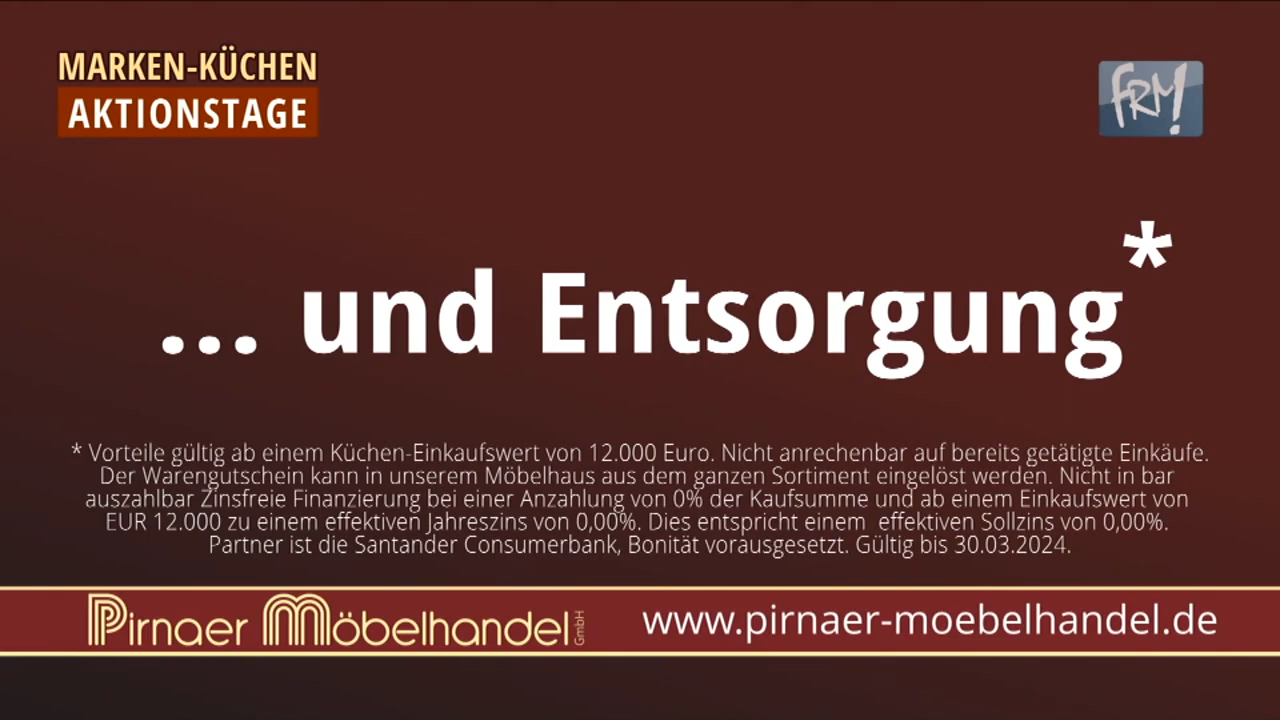 MARKEN-KÜCHEN
AKTIONSTAGE
FRM!
... und Entsorgung*
* Vorteile gültig ab einem Küchen-Einkaufswert von 12.000 Euro. Nicht anrechenbar auf bereits getätigte Einkäufe.
Der Warengutschein kann in unserem Möbelhaus aus dem ganzen Sortiment eingelöst werden. Nicht in bar
auszahlbar Zinsfreie Finanzierung bei einer Anzahlung von 0% der Kaufsumme und ab einem Einkaufswert von
EUR 12.000 zu einem effektiven Jahreszins von 0,00%. Dies entspricht einem  effektiven Sollzins von 0,00%.
Partner ist die Santander Consumerbank, Bonität vorausgesetzt. Gültig bis 30.03.2024.
Pirnaer Möbelhandel GmbH
www.pirnaer-moebelhandel.de